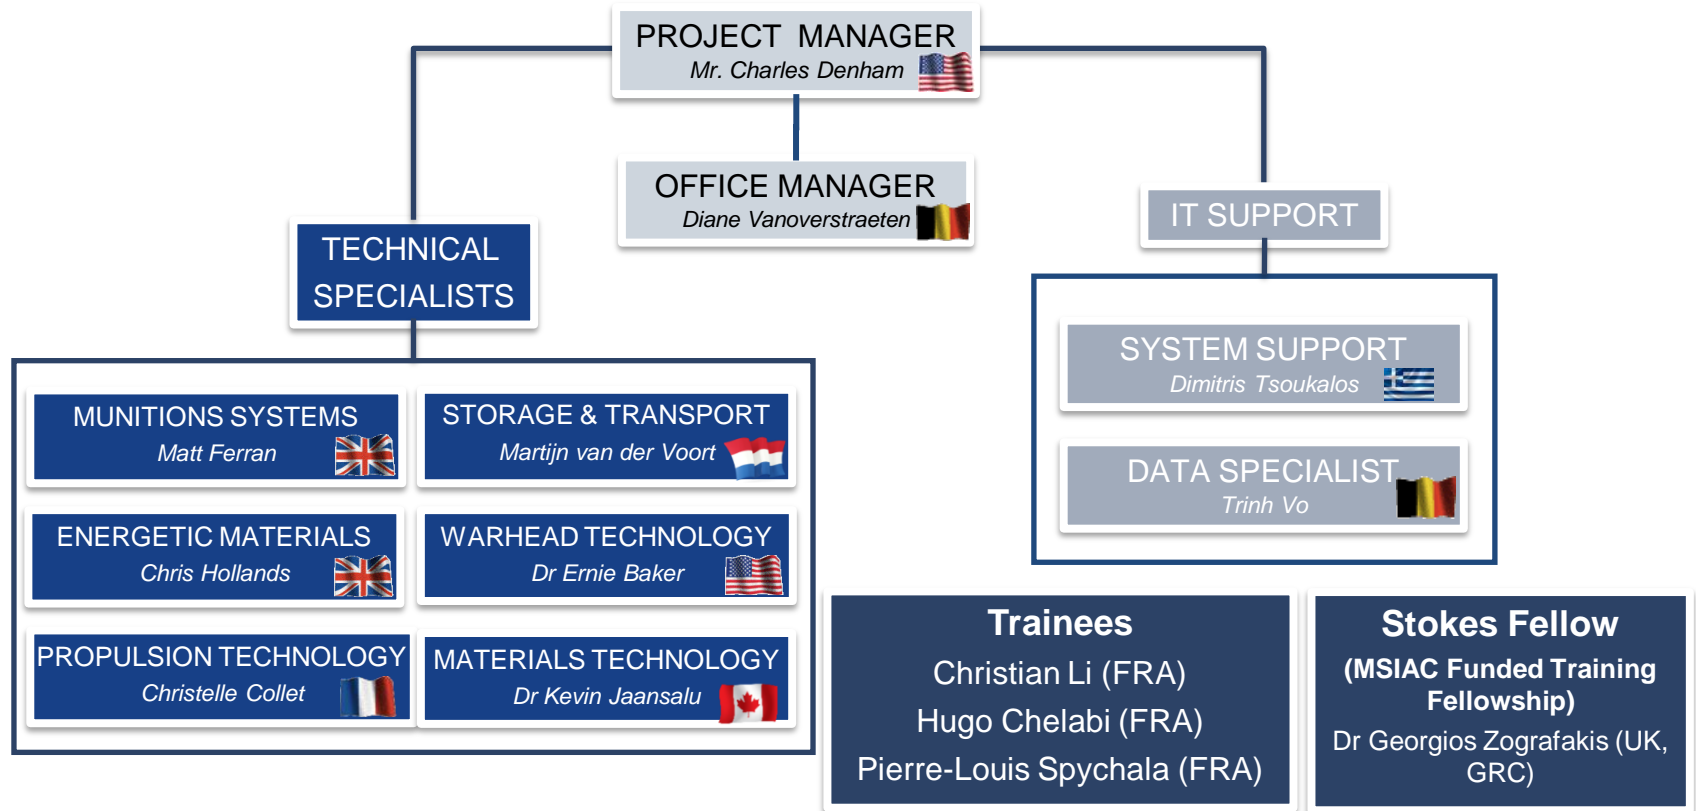 PROJECT MANAGER
Mr. Charles Denham
OFFICE MANAGER
Diane Vanoverstraeten
TECHNICAL
SPECIALISTS
IT SUPPORT
MUNITIONS SYSTEMS
Matt Ferran
STORAGE & TRANSPORT
Martijn van der Voort
ENERGETIC MATERIALS
Chris Hollands
WARHEAD TECHNOLOGY
Dr Ernie Baker
PROPULSION TECHNOLOGY
Christelle Collet
MATERIALS TECHNOLOGY
Dr Kevin Jaansalu
SYSTEM SUPPORT
Dimitris Tsoukalos
DATA SPECIALIST
Trinh Vo
Trainees
Christian Li (FRA)
Hugo Chelabi (FRA)
Pierre-Louis Spychala (FRA)
Stokes Fellow
(MSIAC Funded Training
Fellowship)
Dr Georgios Zografakis (UK,
GRC)